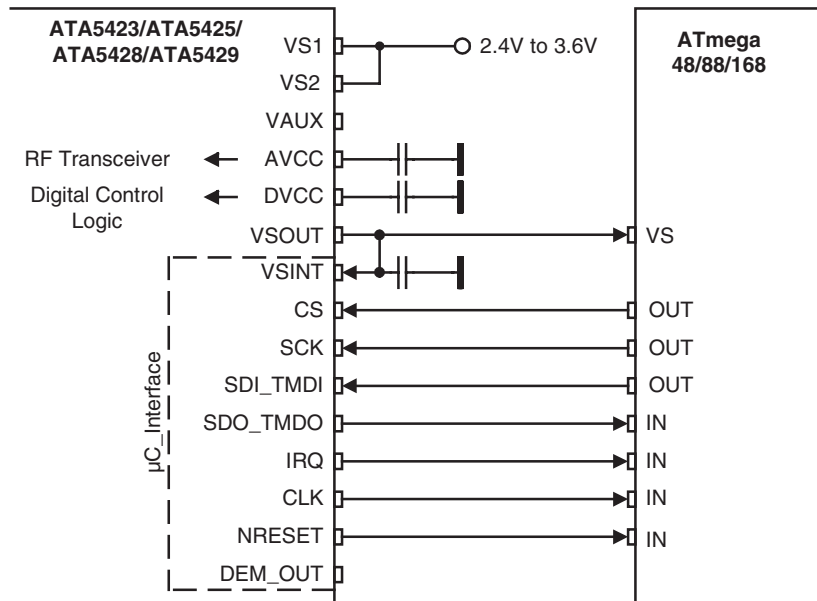 ATA5423/ATA5425/
ATA5428/ATA5429
ATmega
48/88/168
VS1
2.4V to 3.6V
VS2
VAUX
RF Transceiver
AVCC
Digital Control
Logic
DVCC
VSOUT
VS
VSINT
CS
OUT
SCK
OUT
SDI_TMDI
OUT
SDO_TMDO
IN
IRQ
IN
CLK
IN
NRESET
IN
DEM_OUT
µC_Interface